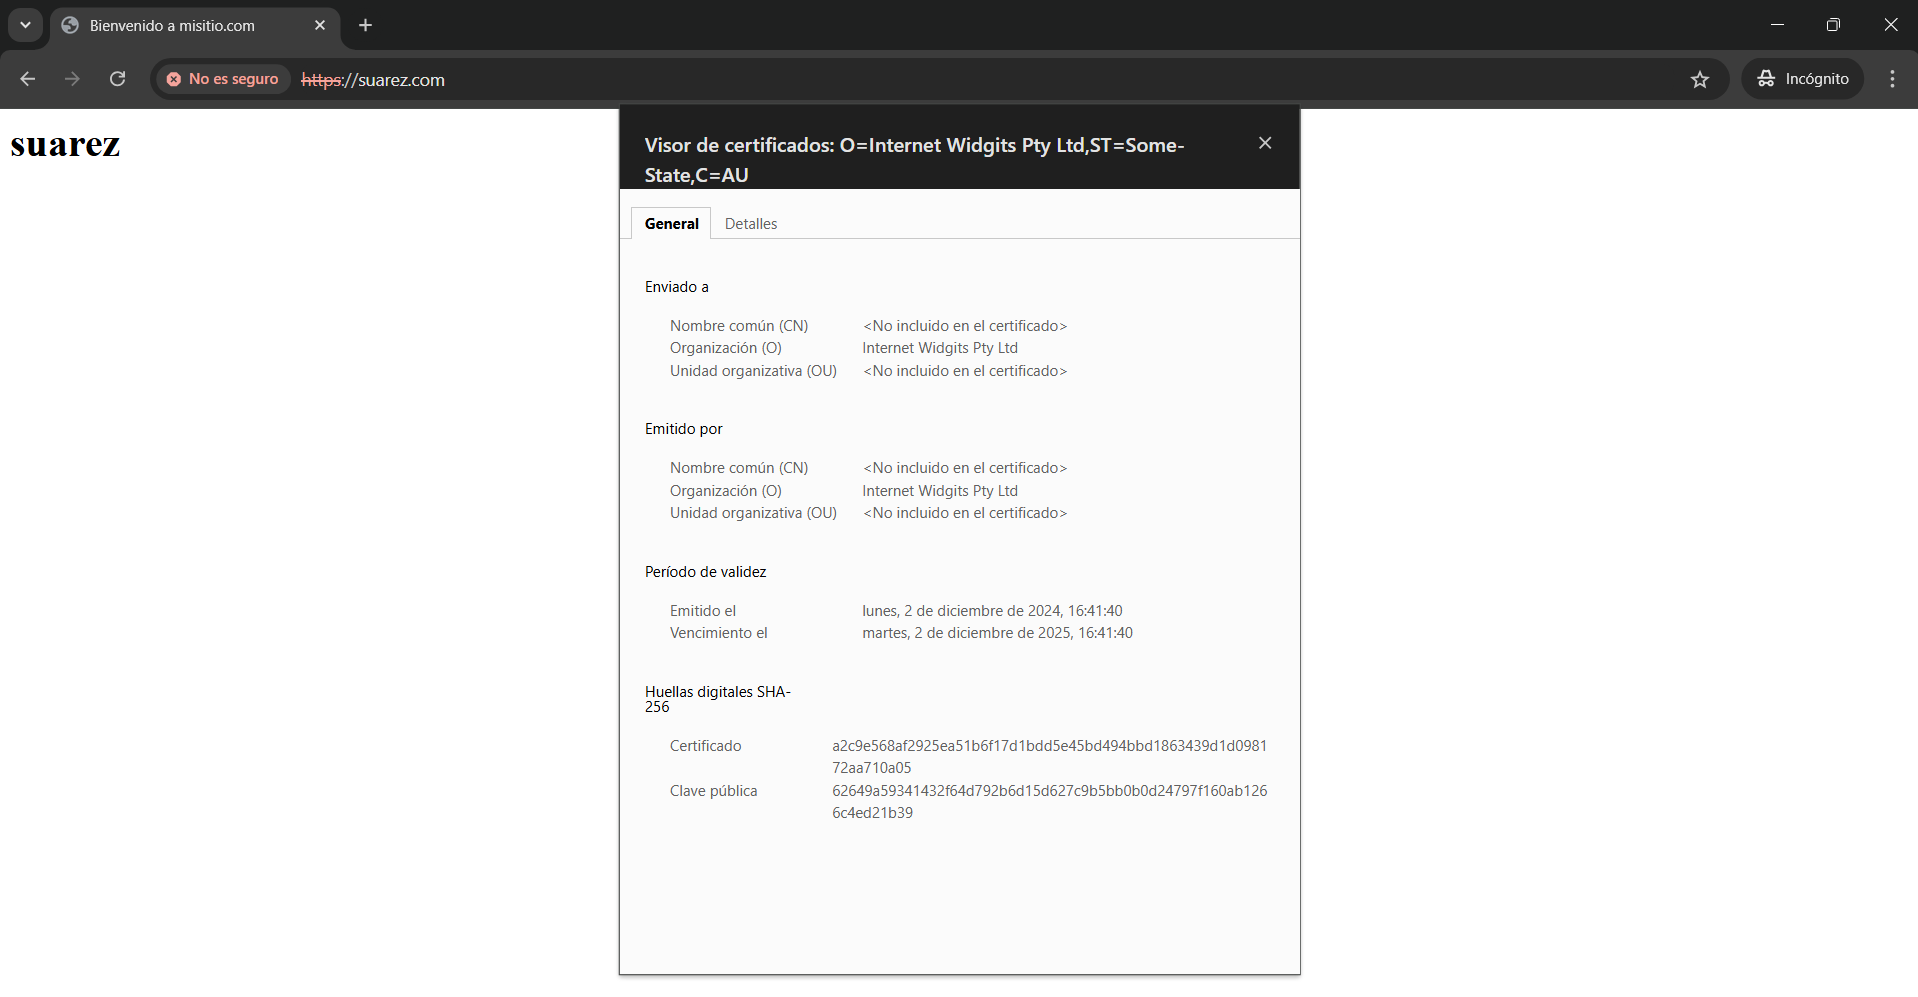 Bienvenido a misitio.com
No es seguro https://suarez.com Incógnito
suarez
Visor de certificados: O=Internet Widgits Pty Ltd,ST=Some-
State,C=AU
General Detalles
Enviado a
Nombre común (CN) <No incluido en el certificado>
Organización (O) Internet Widgits Pty Ltd
Unidad organizativa (OU) <No incluido en el certificado>
Emitido por
Nombre común (CN) <No incluido en el certificado>
Organización (O) Internet Widgits Pty Ltd
Unidad organizativa (OU) <No incluido en el certificado>
Período de validez
Emitido el lunes, 2 de diciembre de 2024, 16:41:40
Vencimiento el martes, 2 de diciembre de 2025, 16:41:40
Huellas digitales SHA-
256
Certificado a2c9e568af2925ea51b6f17d1bdd5e45bd494bbd1863439d1d0981
72aa710a05
Clave pública 62649a59341432f64d792b6d15d627c9b5bb0b0d24797f160ab126
6c4ed21b39